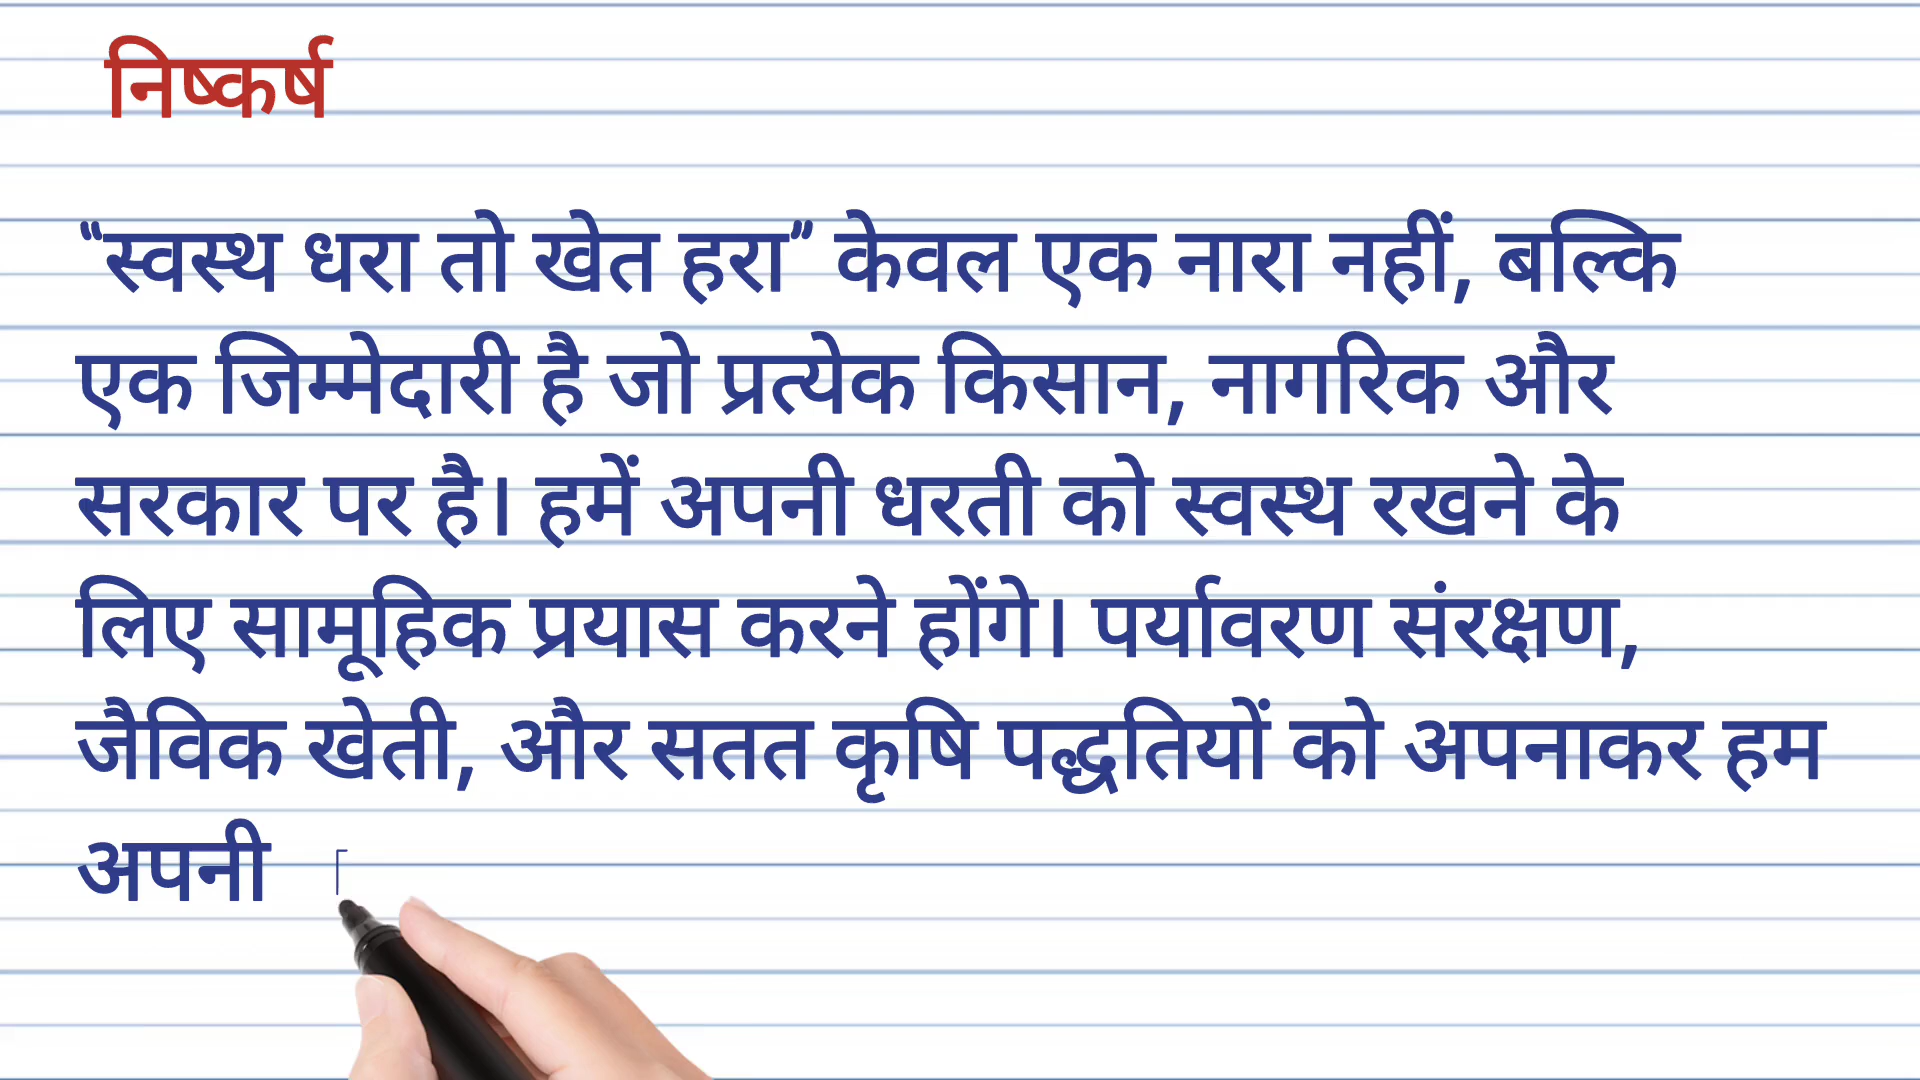 निष्कर्ष
"स्वस्थ धरा तो खेत हरा" केवल एक नारा नहीं, बल्कि
एक जिम्मेदारी है जो प्रत्येक किसान, नागरिक और
सरकार पर है। हमें अपनी धरती को स्वस्थ रखने के
लिए सामूहिक प्रयास करने होंगे। पर्यावरण संरक्षण,
जैविक खेती, और सतत कृषि पद्धतियों को अपनाकर हम
अपनी